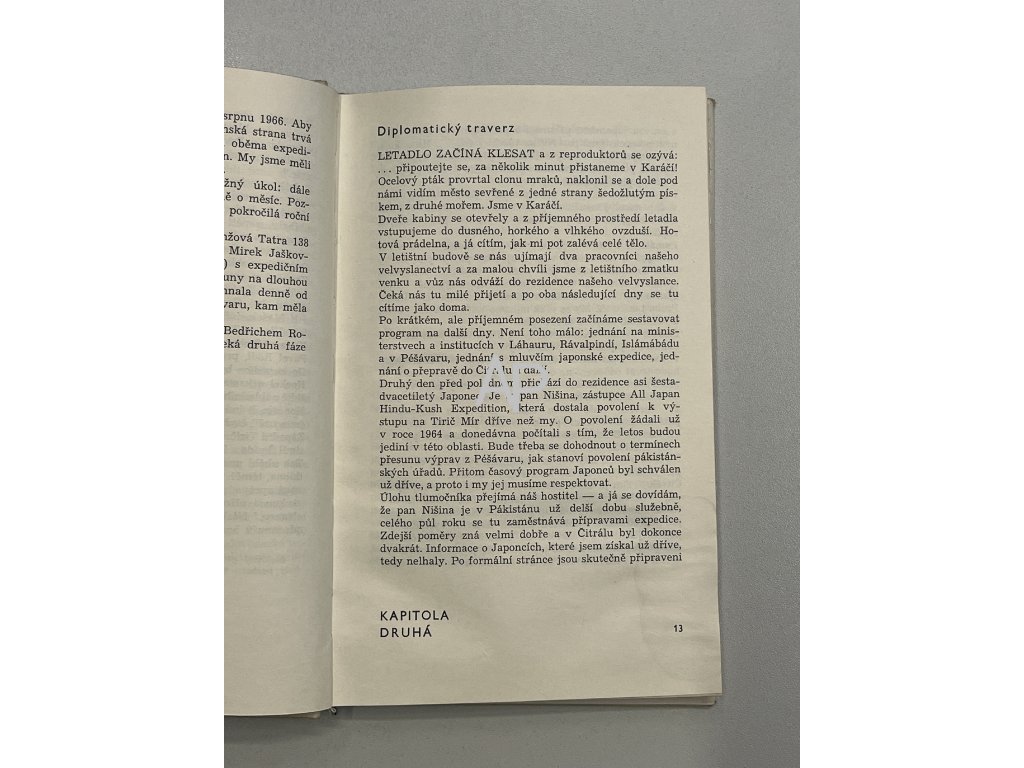 srpnu 1966. Aby
nská strana trvá
oběma expedi-
n. My jsme měli
žný úkol: dále
ně o měsíc. Poz-
pokročilá roční
nžová Tatra 138
Mirek Jaškov-
) s expedičním
uny na dlouhou
hnala denně od
varu, kam měla
Bedřichem Ro-
eká druhá fáze
Diplomatický traverz
LETADLO ZAČÍNÁ KLESAT a z reproduktorů se ozývá:
... připoutejte se, za několik minut přistaneme v Karáčí!
Ocelový pták provrtal clonu mraků, naklonil se a dole pod
námi vidím město sevřené z jedné strany šedožlutým pís-
kem, z druhé mořem. Jsme v Karáčí.
Dveře kabiny se otevřely a z příjemného prostředí letadla
vstupujeme do dusného, horkého a vlhkého ovzduší. Ho-
tová prádelna, a já cítím, jak mi pot zalévá celé tělo.
V letištní budově se nás ujímají dva pracovníci našeho
velvyslanectví a za malou chvíli jsme z letištního zmatku
venku a vůz nás odváží do rezidence našeho velvyslance.
Čeká nás tu milé přijetí a po oba následující dny se tu
cítíme jako doma.
Po krátkém, ale příjemném posezení začínáme sestavovat
program na další dny. Není toho málo: jednání na minis-
terstvech a institucích v Láhauru, Rávalpindí, Islámábádu
a v Péšávaru, jednání s mluvčím japonské expedice, jed-
nání o přepravě do Čitrálu a další.
Druhý den před polednem přichází do rezidence asi šesta-
dvacetiletý Japonec. Je to pan Nišina, zástupce All Japan
Hindu-Kush Expedition, která dostala povolení k vý-
stupu na Tirič Mír dříve než my. O povolení žádali už
v roce 1964 a donedávna počítali s tím, že letos budou
jediní v této oblasti. Bude třeba se dohodnout o termínech
přesunu výprav z Péšávaru, jak stanoví povolení pákistán-
ských úřadů. Přitom časový program Japonců byl schválen
už dříve, a proto i my jej musíme respektovat.
Úlohu tlumočníka přejímá náš hostitel — a já se dovídám,
že pan Nišina je v Pákistánu už delší dobu služebně,
celého půl roku se tu zaměstnává přípravami expedice.
Zdejší poměry zná velmi dobře a v Čitrálu byl dokonce
dvakrát. Informace o Japoncích, které jsem získal už dříve,
tedy nelhaly. Po formální stránce jsou skutečně připraveni
KAPITOLA
DRUHÁ
13